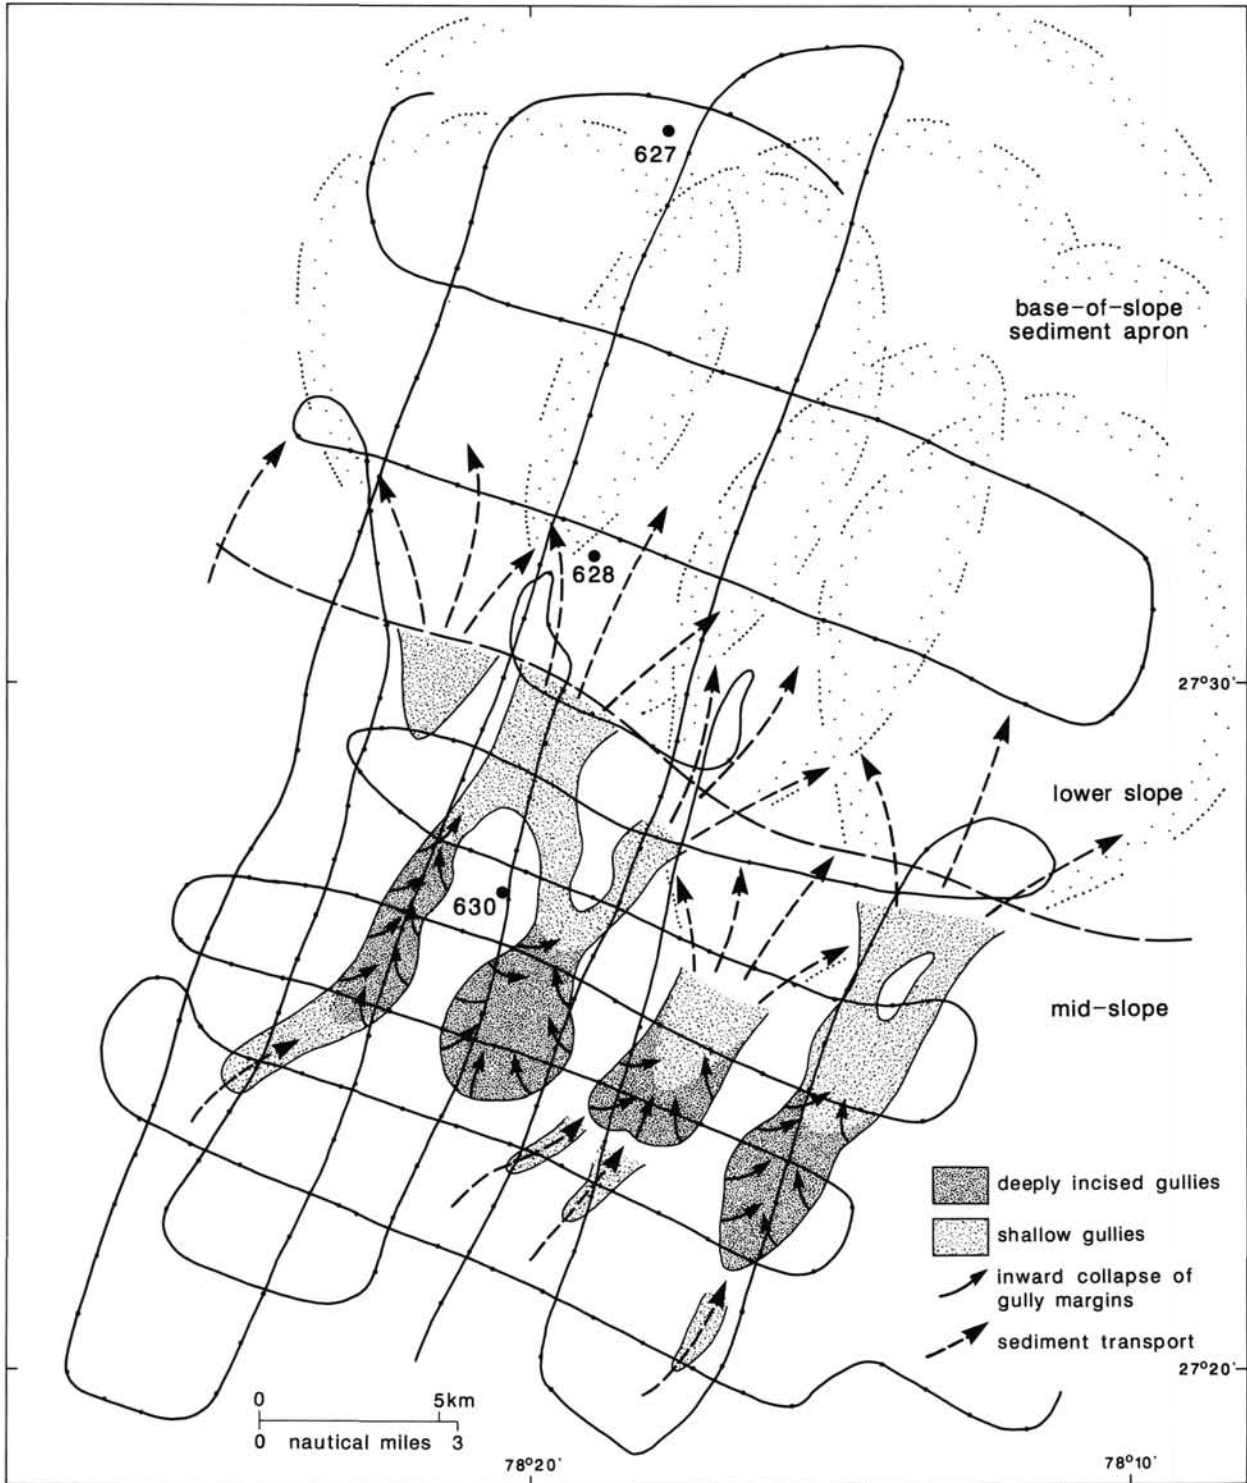 627
base-of-slope
sediment apron
628
27°30'
lower slope
630
mid-slope
deeply incised gullies
shallow gullies
inward collapse of
gully margins
sediment transport
27°20'
0 5km
0 nautical miles 3
78°20'
78°10'